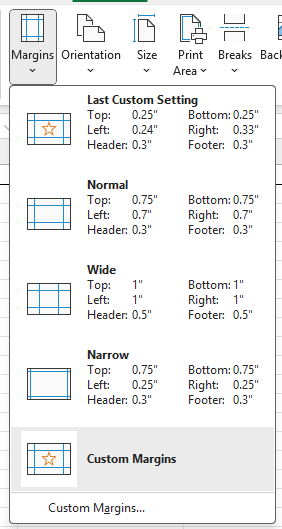 Margins Orientation Size Print Area Breaks Back
Last Custom Setting
Top: 0.25" Bottom: 0.25"
Left: 0.24" Right: 0.33"
Header: 0.3" Footer: 0.3"
Normal
Top: 0.75" Bottom: 0.75"
Left: 0.7" Right: 0.7"
Header: 0.3" Footer: 0.3"
Wide
Top: 1" Bottom: 1"
Left: 1" Right: 1"
Header: 0.5" Footer: 0.5"
Narrow
Top: 0.75" Bottom: 0.75"
Left: 0.25" Right: 0.25"
Header: 0.3" Footer: 0.3"
Custom Margins
Custom Margins...